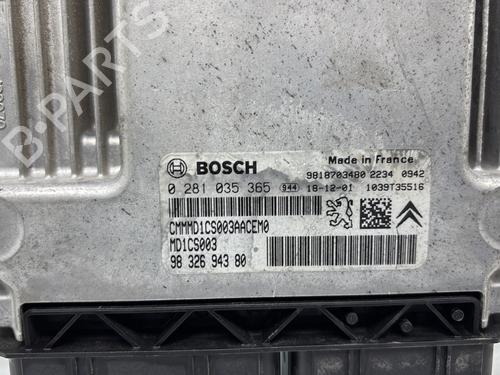 B-PARTS
BOSCH
Made in France
9818703480 2234 0942
0 281 035 365 944 18-12-01 1039T35516
CMMMD1CS003AACEM0
MD1CS003
98 326 943 80